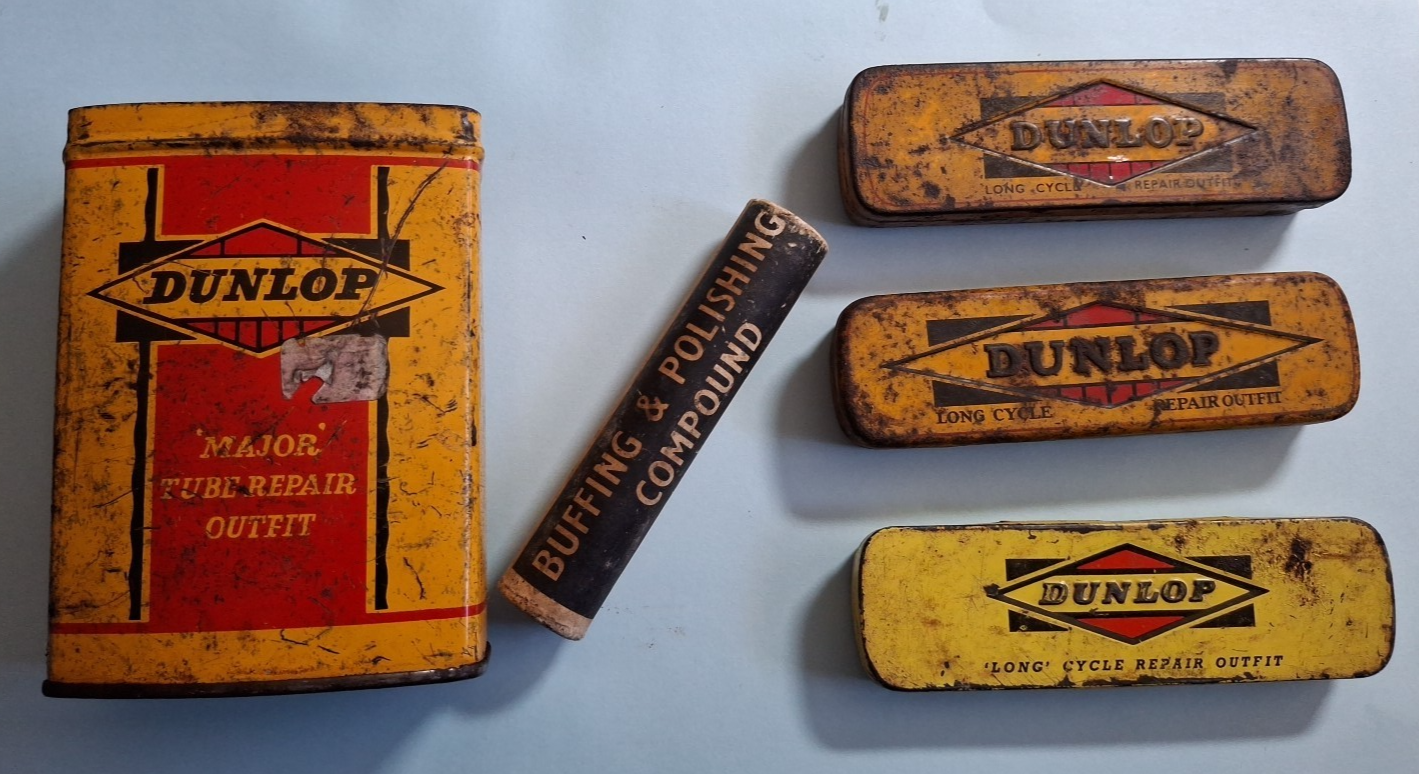 DUNLOP
'MAJOR'
TUBE REPAIR
OUTFIT
BUFFING & POLISHING
COMPOUND
DUNLOP
LONG CYCLE REPAIR OUTFIT
DUNLOP
LONG CYCLE REPAIR OUTFIT
DUNLOP
'LONG' CYCLE REPAIR OUTFIT